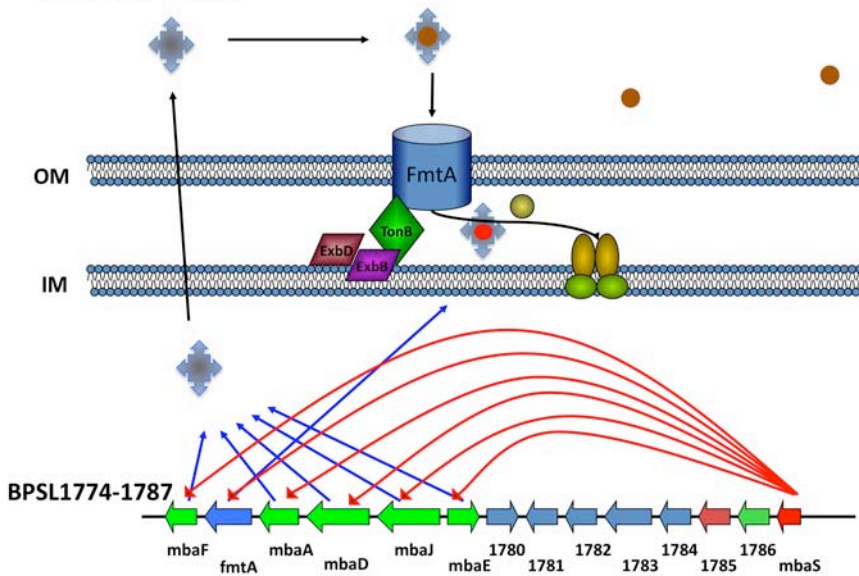 OM
FmtA
TonB
ExbD
ExbB
IM
BPSL1774-1787
mbaF
fmtA
mbaA
mbaD
mbaJ
mbaE
1780
1781
1782
1783
1784
1785
1786
mbaS